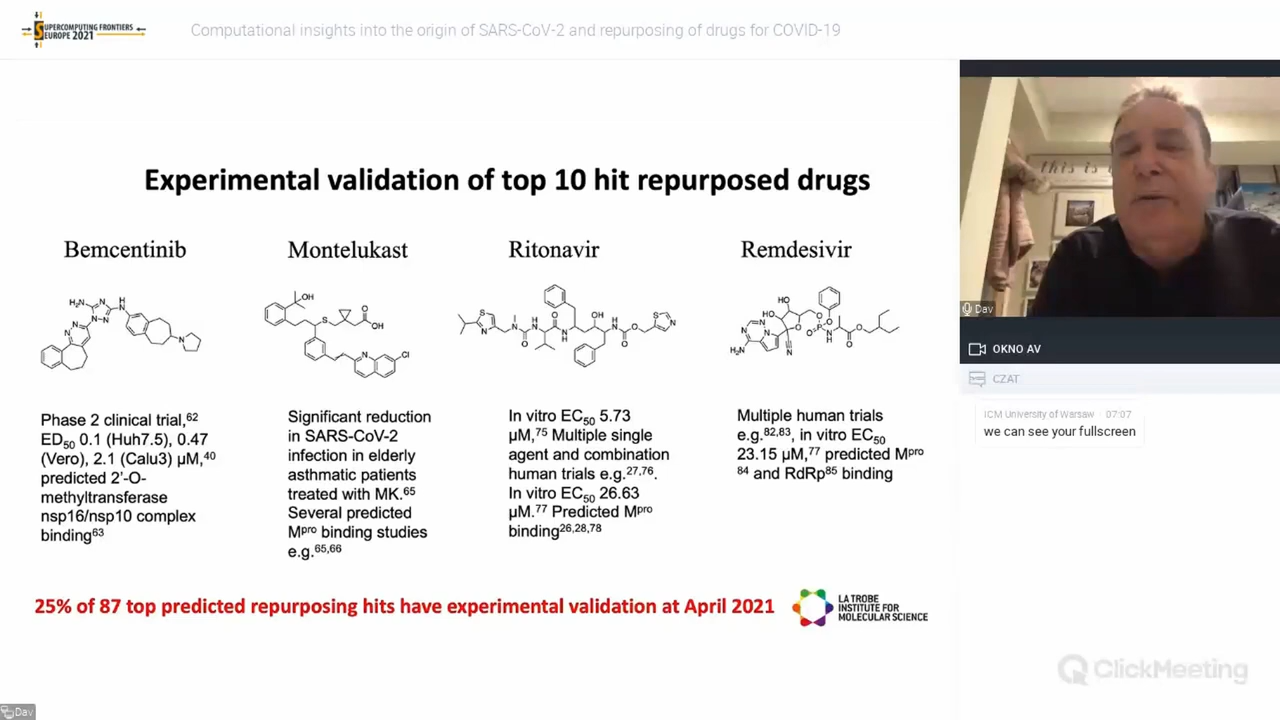 SUPERCOMPUTING FRONTIERS
EUROPE 2021
Computational insights into the origin of SARS-CoV-2 and repurposing of drugs for COVID-19
Experimental validation of top 10 hit repurposed drugs
Bemcentinib
Montelukast
Ritonavir
Remdesivir
Phase 2 clinical trial,62
ED50 0.1 (Huh7.5), 0.47
(Vero), 2.1 (Calu3) µM,40
predicted 2'-O-
methyltransferase
nsp16/nsp10 complex
binding63
Significant reduction
in SARS-CoV-2
infection in elderly
asthmatic patients
treated with MK.65
Several predicted
Mpro binding studies
e.g.65,66
In vitro EC50 5.73
µM,75 Multiple single
agent and combination
human trials e.g.27,76.
In vitro EC50 26.63
µM.77 Predicted Mpro
binding26,28,78
Multiple human trials
e.g.82,83, in vitro EC50
23.15 µM,77 predicted Mpro
84 and RdRp85 binding
25% of 87 top predicted repurposing hits have experimental validation at April 2021
LA TROBE
INSTITUTE FOR
MOLECULAR SCIENCE
this is
Dav
OKNO AV
CZAT
ICM University of Warsaw · 07:07
we can see your fullscreen
ClickMeeting
Dav